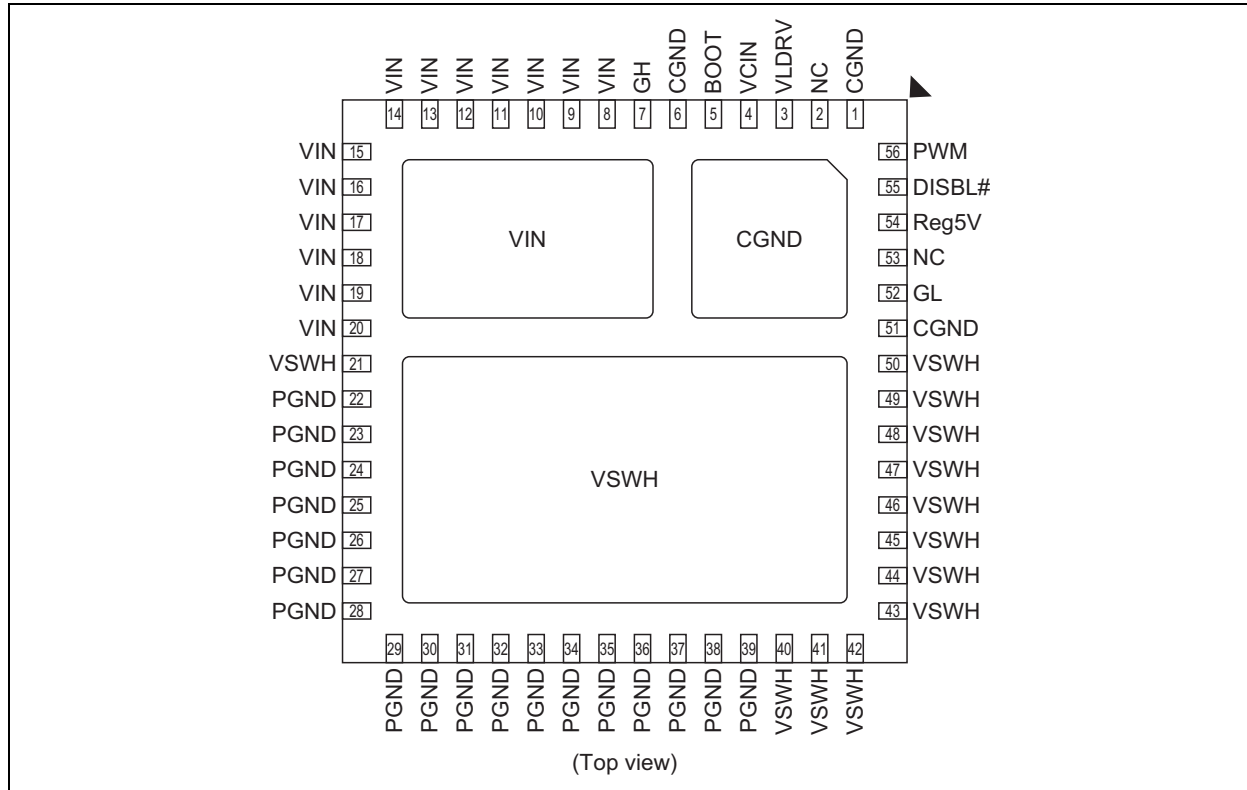 VIN VIN VIN VIN VIN VIN VIN GH CGND BOOT VCIN VLDRV NC CGND
14 13 12 11 10 9 8 7 6 5 4 3 2 1
VIN 15 56 PWM
VIN 16 55 DISBL#
VIN 17 54 Reg5V
VIN CGND
VIN 18 53 NC
VIN 19 52 GL
VIN 20 51 CGND
VSWH 21 50 VSWH
PGND 22 49 VSWH
PGND 23 48 VSWH
PGND 24 47 VSWH
VSWH
PGND 25 46 VSWH
PGND 26 45 VSWH
PGND 27 44 VSWH
PGND 28 43 VSWH
29 30 31 32 33 34 35 36 37 38 39 40 41 42
PGND PGND PGND PGND PGND PGND PGND PGND PGND PGND PGND VSWH VSWH VSWH
(Top view)